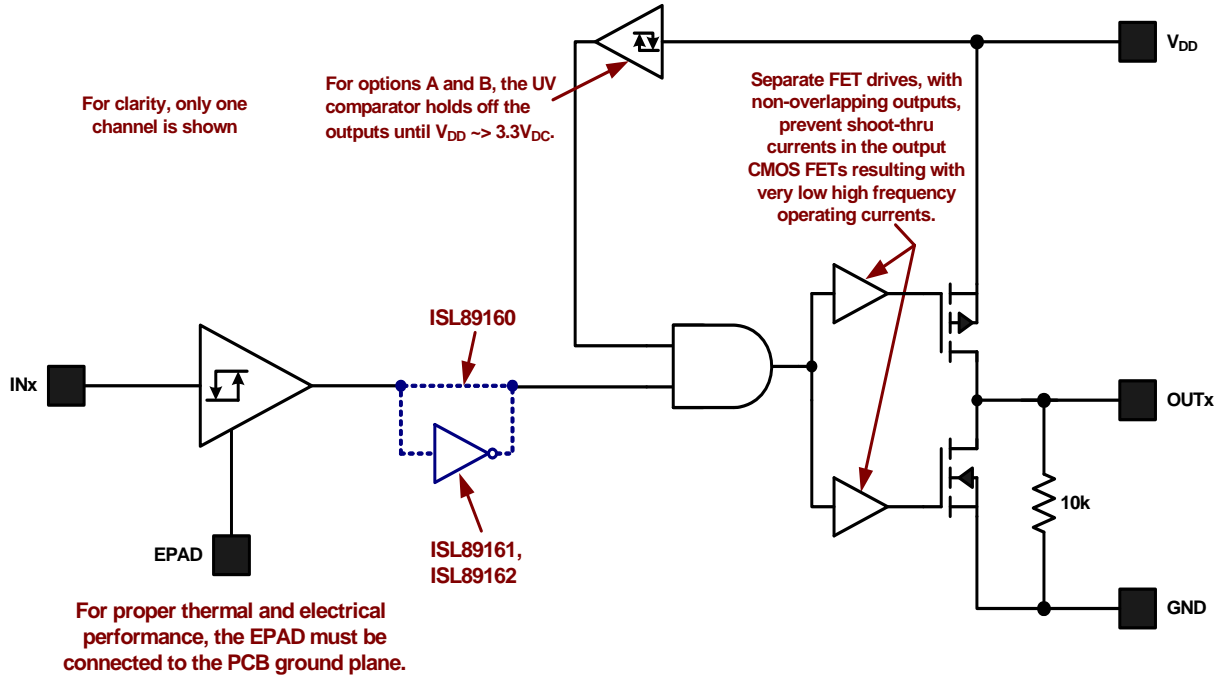 V_DD
For options A and B, the UV
comparator holds off the
outputs until V_DD ~> 3.3V_DC.
For clarity, only one
channel is shown
Separate FET drives, with
non-overlapping outputs,
prevent shoot-thru
currents in the output
CMOS FETs resulting with
very low high frequency
operating currents.
ISL89160
INx
OUTx
10k
EPAD
ISL89161,
ISL89162
GND
For proper thermal and electrical
performance, the EPAD must be
connected to the PCB ground plane.